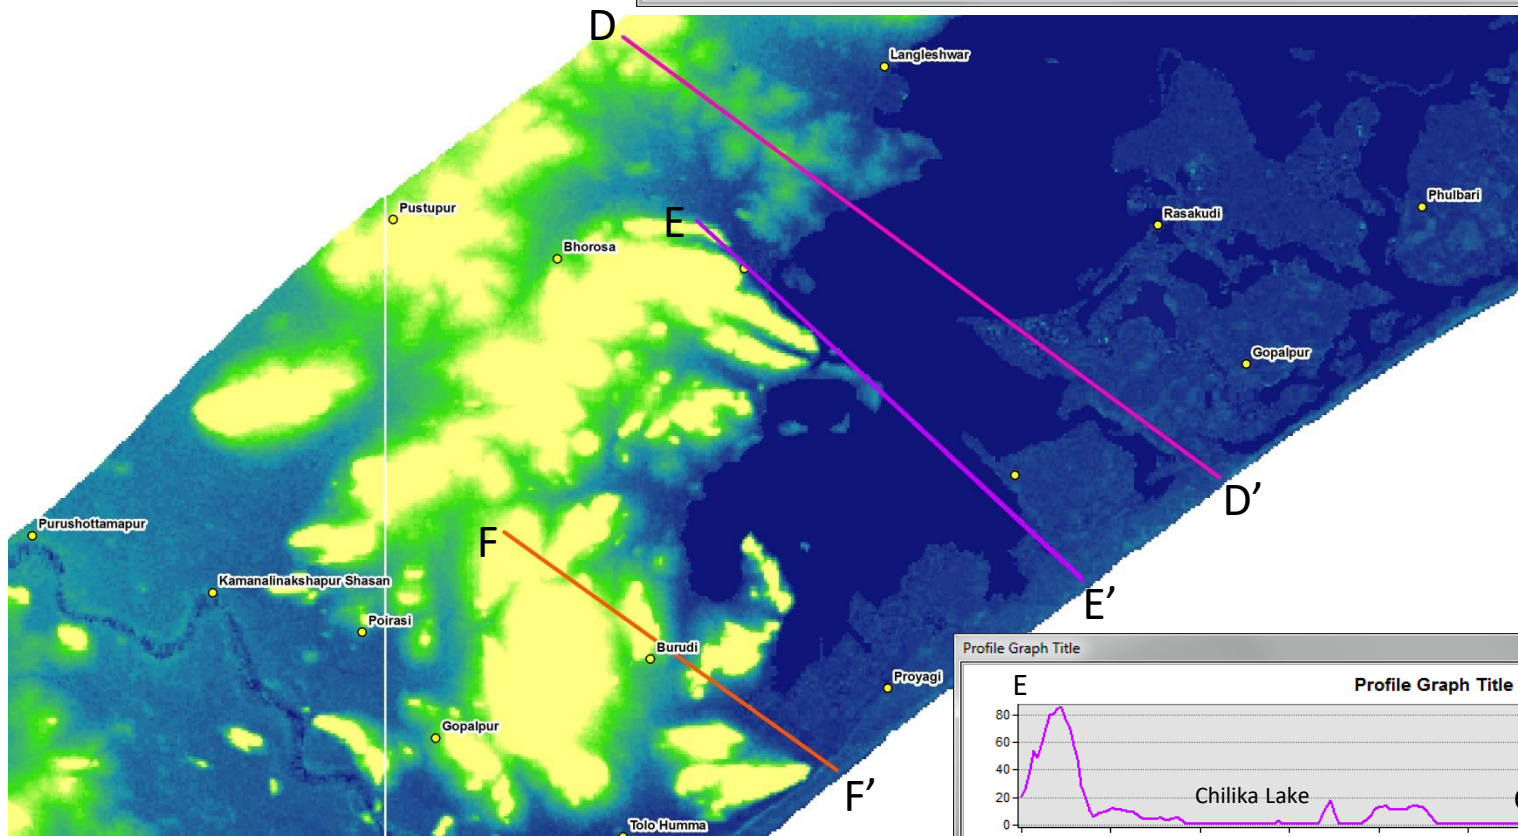 D
Langleshwar
Pustupur
E
Bhorosa
Rasakudi
Phulbari
Gopalpur
D’
Purushottamapur
F
Kamanalinakshapur Shasan
Poirasi
E’
Burudi
Proyagi
Gopalpur
F’
Tolo Humma
Profile Graph Title
E
Profile Graph Title
80
60
40
20
0
Chilika Lake